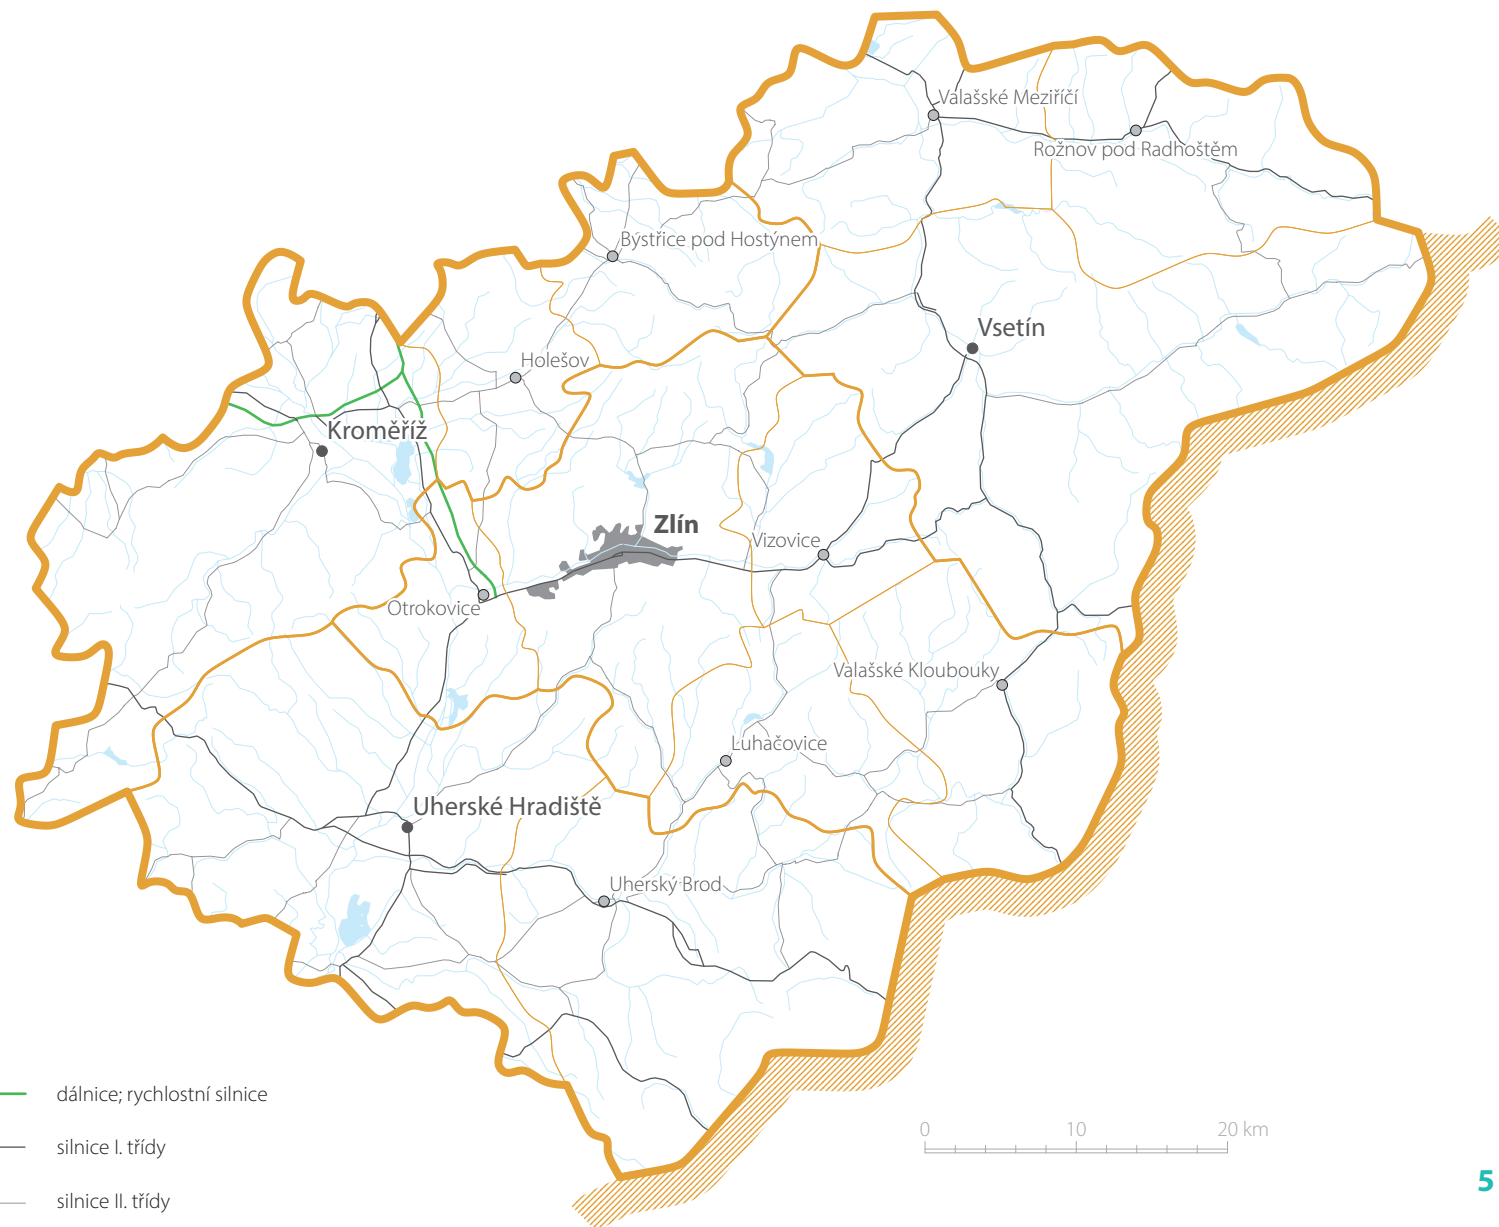 Valašské Meziříčí
Rožnov pod Radhoštěm
Bystřice pod Hostýnem
Vsetín
Holešov
Kroměříž
Zlín
Vizovice
Otrokovice
Valašské Klobouky
Luhačovice
Uherské Hradiště
Uherský Brod
dálnice; rychlostní silnice
silnice I. třídy
silnice II. třídy
0 10 20 km
5